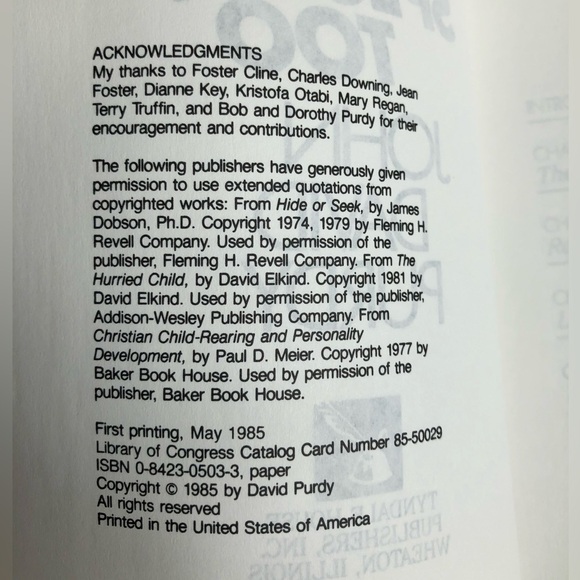 ACKNOWLEDGMENTS
My thanks to Foster Cline, Charles Downing, Jean
Foster, Dianne Key, Kristofa Otabi, Mary Regan,
Terry Truffin, and Bob and Dorothy Purdy for their
encouragement and contributions.
The following publishers have generously given
permission to use extended quotations from
copyrighted works: From Hide or Seek, by James
Dobson, Ph.D. Copyright 1974, 1979 by Fleming H.
Revell Company. Used by permission of the
publisher, Fleming H. Revell Company. From The
Hurried Child, by David Elkind. Copyright 1981 by
David Elkind. Used by permission of the publisher,
Addison-Wesley Publishing Company. From
Christian Child-Rearing and Personality
Development, by Paul D. Meier. Copyright 1977 by
Baker Book House. Used by permission of the
publisher, Baker Book House.
First printing, May 1985
Library of Congress Catalog Card Number 85-50029
ISBN 0-8423-0503-3, paper
Copyright © 1985 by David Purdy
All rights reserved
Printed in the United States of America